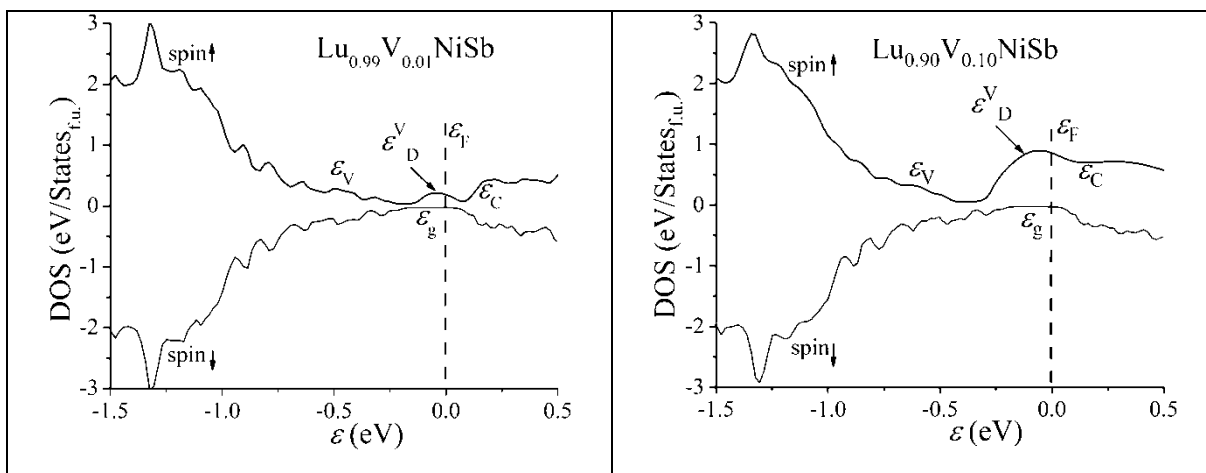 Lu0.99V0.01NiSb
spin↑
DOS (eV/Statesf.u.)
3
2
1
0
-1
-2
-3
εV
εVD
εF
εC
εg
spin↓
-1.5
-1.0
-0.5
0.0
0.5
ε (eV)
Lu0.90V0.10NiSb
spin↑
DOS (eV/Statesf.u.)
3
2
1
0
-1
-2
-3
εV
εVD
εF
εC
εg
spin↓
-1.5
-1.0
-0.5
0.0
0.5
ε (eV)